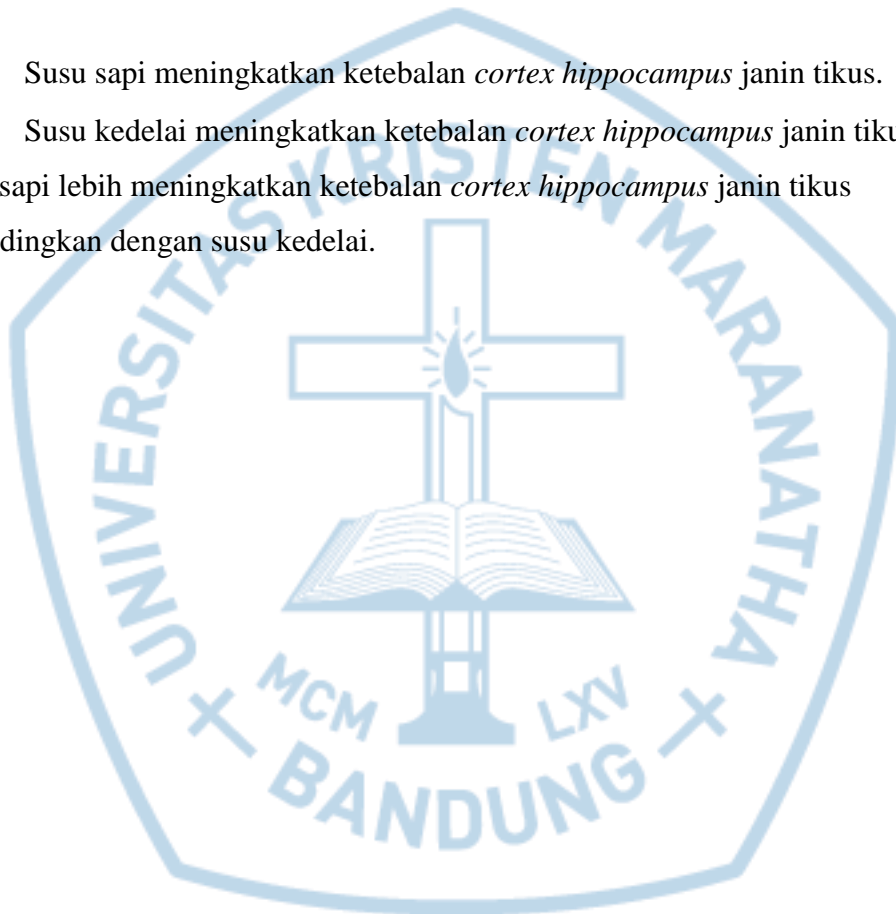 Susu sapi meningkatkan ketebalan cortex hippocampus janin tikus.
Susu kedelai meningkatkan ketebalan cortex hippocampus janin tiku
sapi lebih meningkatkan ketebalan cortex hippocampus janin tikus
dingkan dengan susu kedelai.
UNIVERSITAS KRISTEN MARANATHA
MCM LXV
BANDUNG